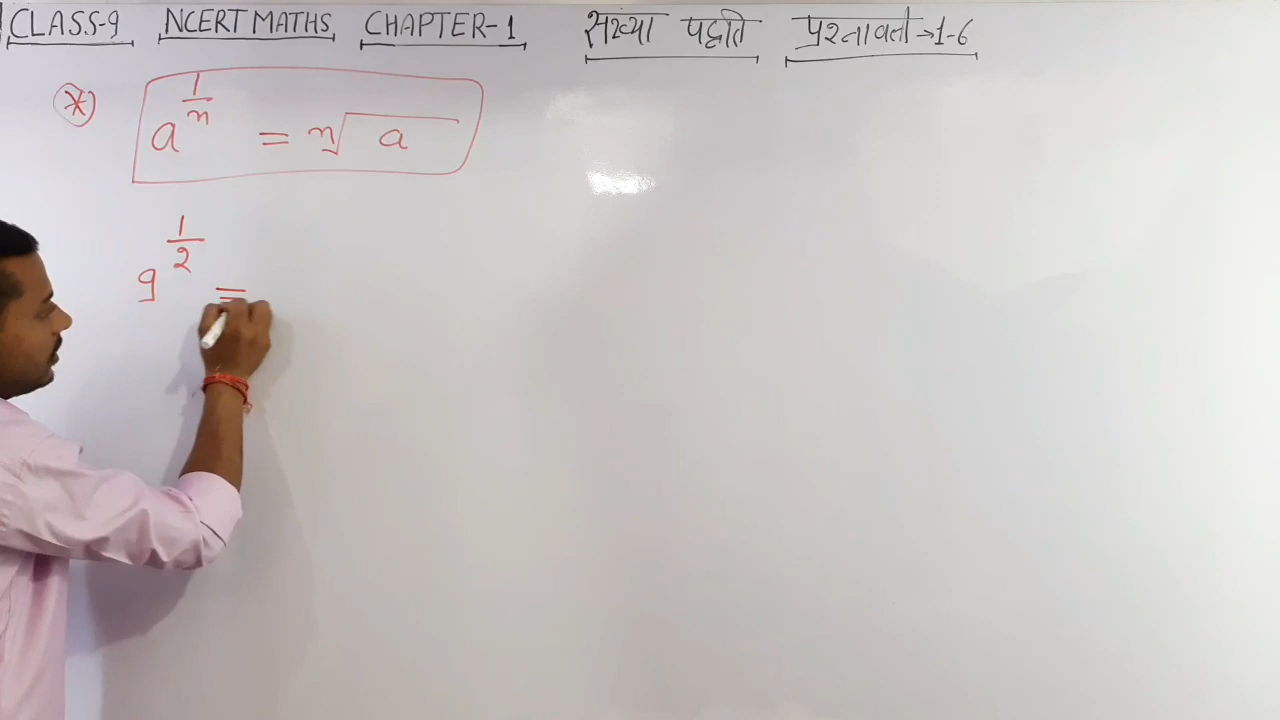 CLASS-9 NCERT MATHS CHAPTER-1 संख्या पद्धति प्रश्नावली→1-6
* a^(1/n) = ⁿ√a
9^(1/2) =